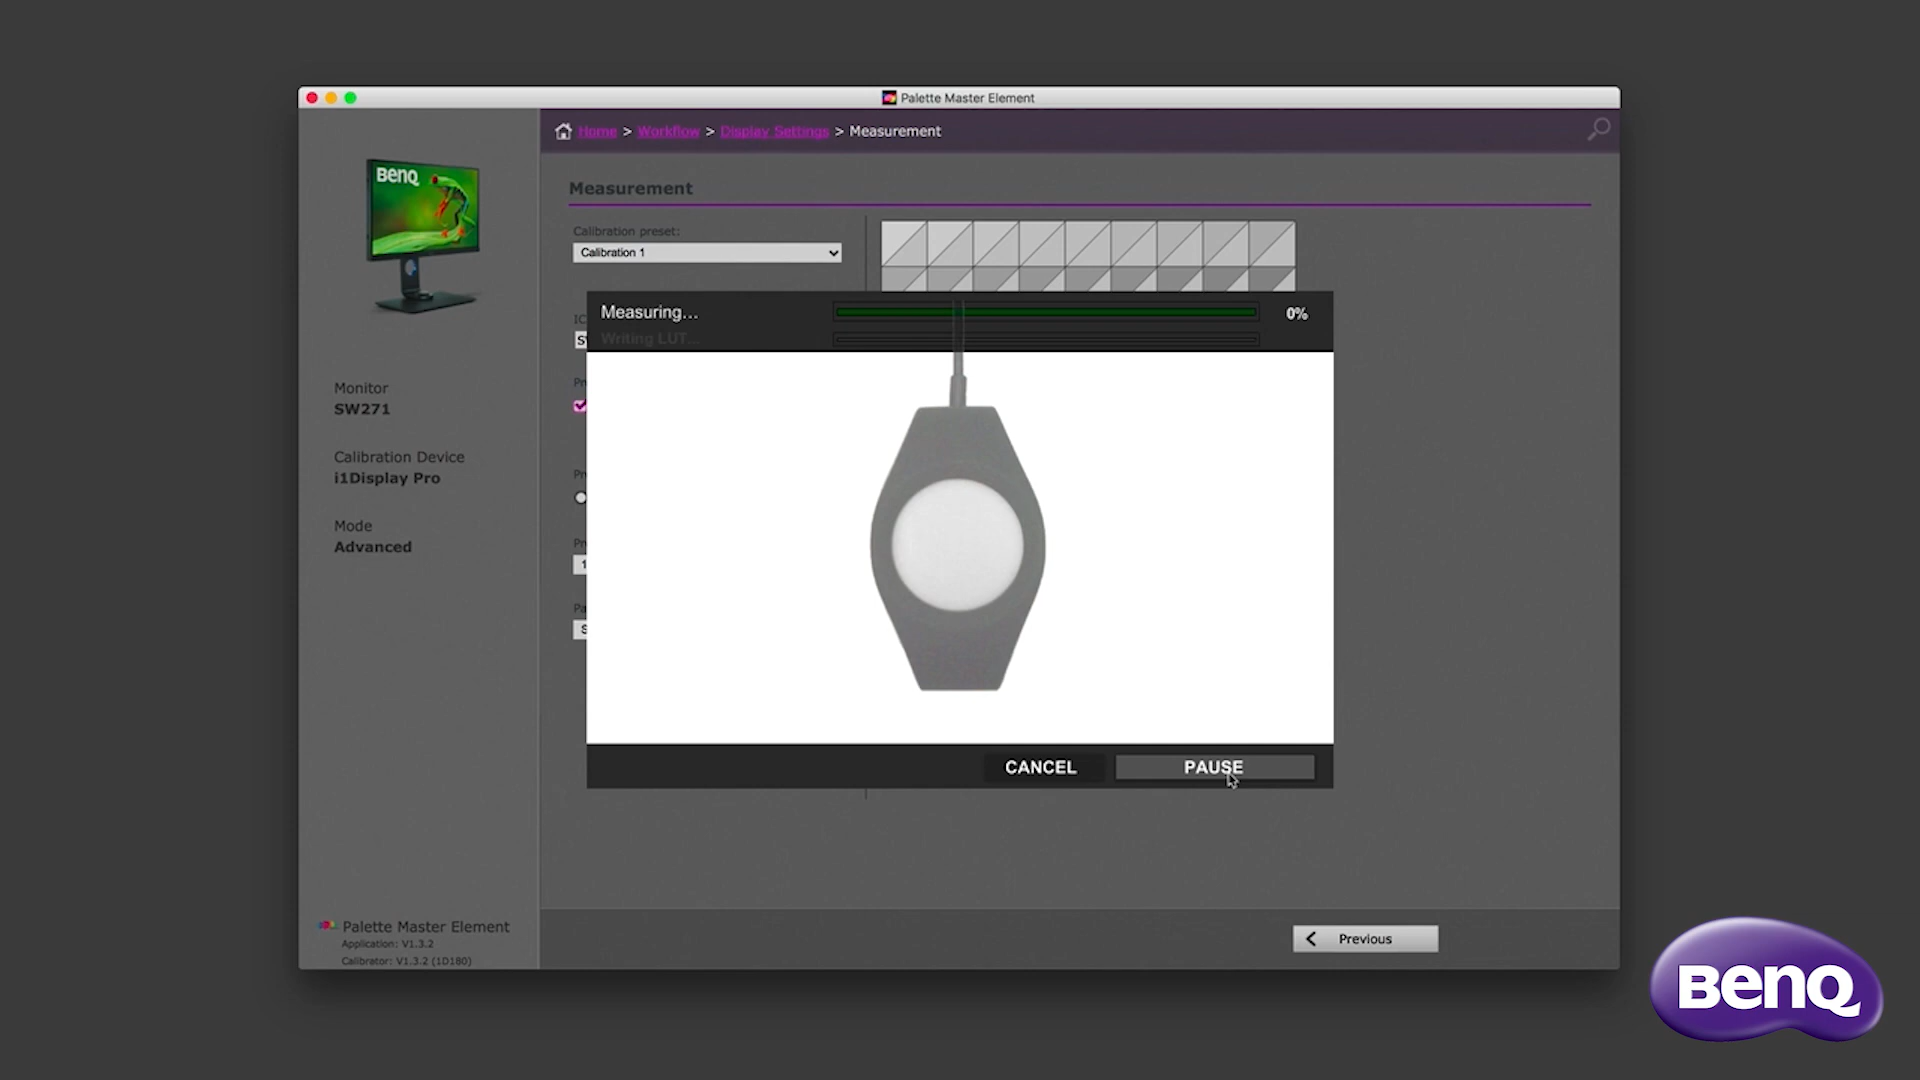 Palette Master Element
Home > Workflow > Display Settings > Measurement
BenQ
Measurement
Calibration preset:
Calibration 1
Measuring...
0%
Writing LUT...
Monitor
SW271
Calibration Device
i1Display Pro
Mode
Advanced
CANCEL
PAUSE
Palette Master Element
Application: V1.3.2
Calibrator: V1.3.2 (1D180)
Previous
BenQ